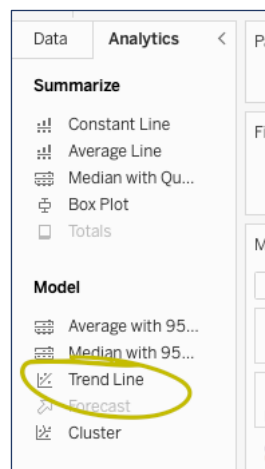 Data Analytics <
Summarize
Constant Line
Average Line
Median with Qu...
Box Plot
Totals
Model
Average with 95...
Median with 95...
Trend Line
Forecast
Cluster